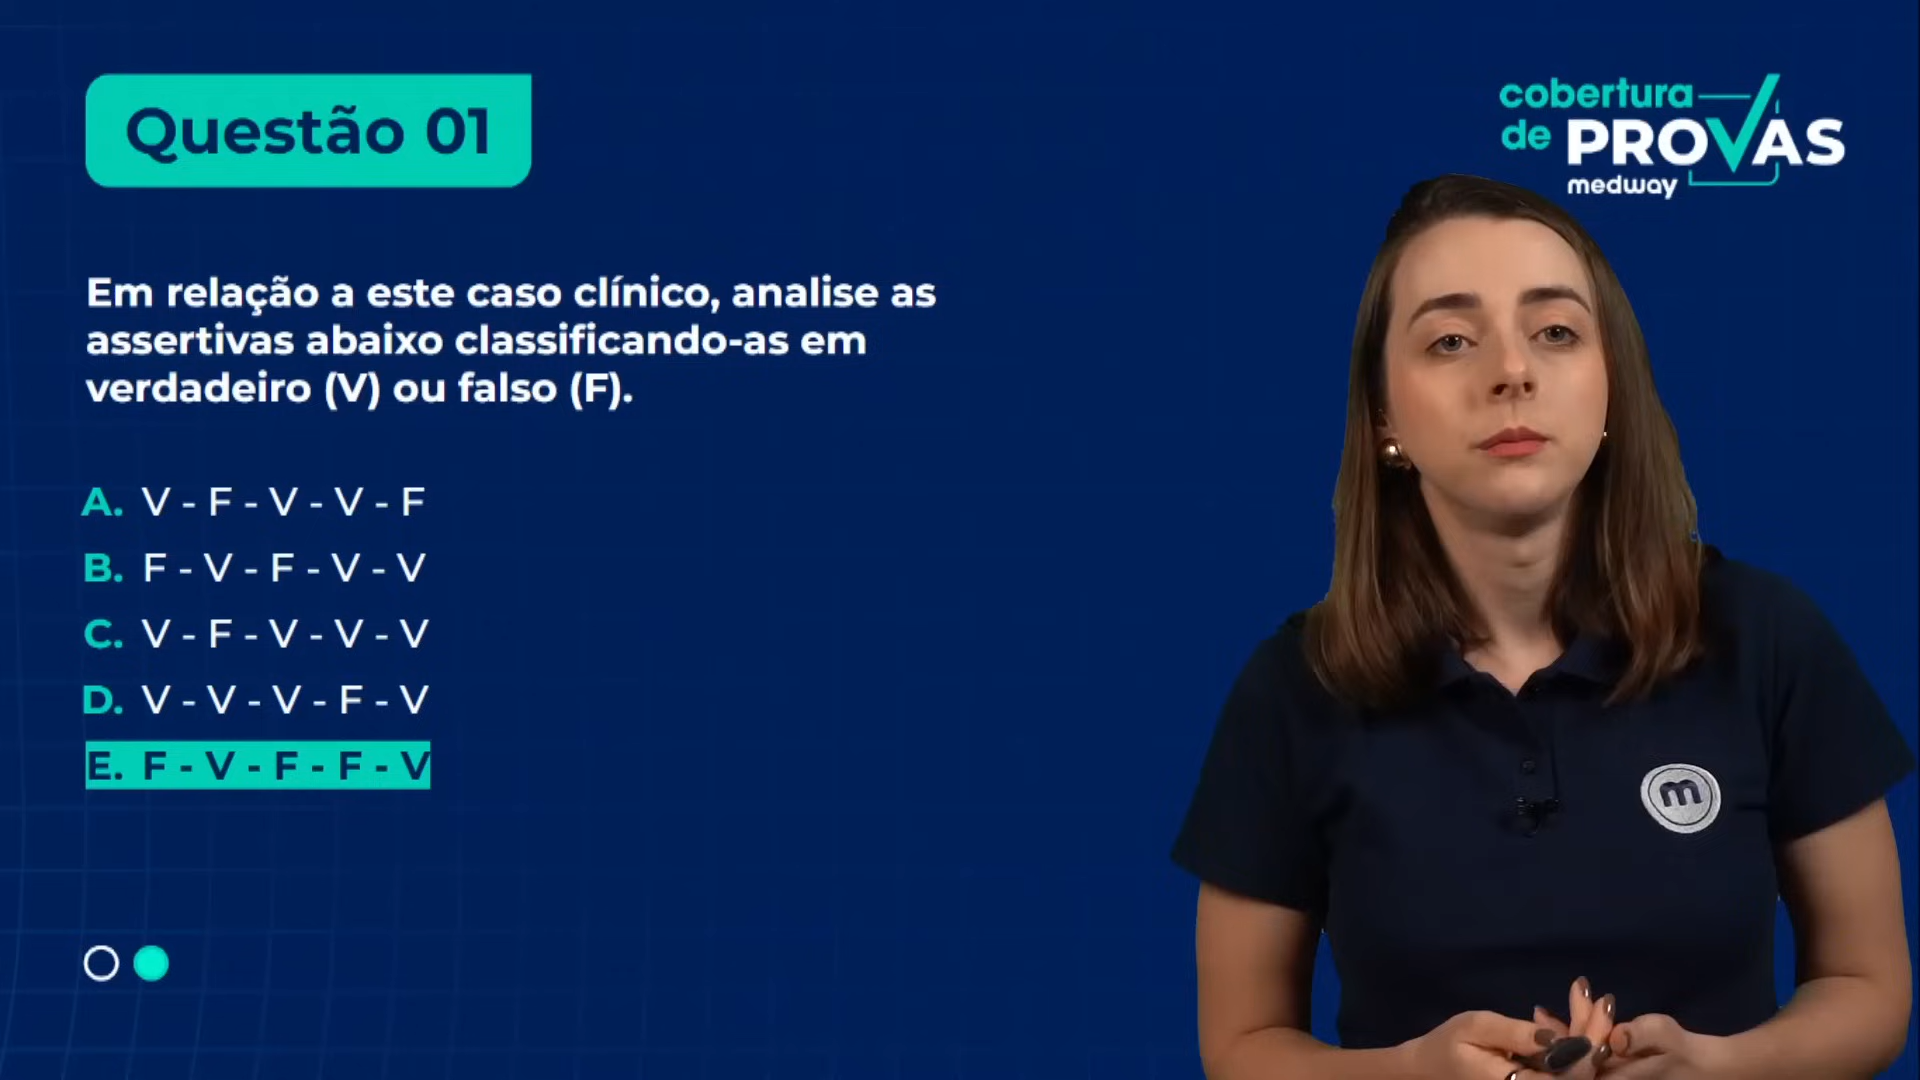 Questão 01
cobertura
de PROVAS
medway
Em relação a este caso clínico, analise as
assertivas abaixo classificando-as em
verdadeiro (V) ou falso (F).
A. V - F - V - V - F
B. F - V - F - V - V
C. V - F - V - V - V
D. V - V - V - F - V
E. F - V - F - F - V
m